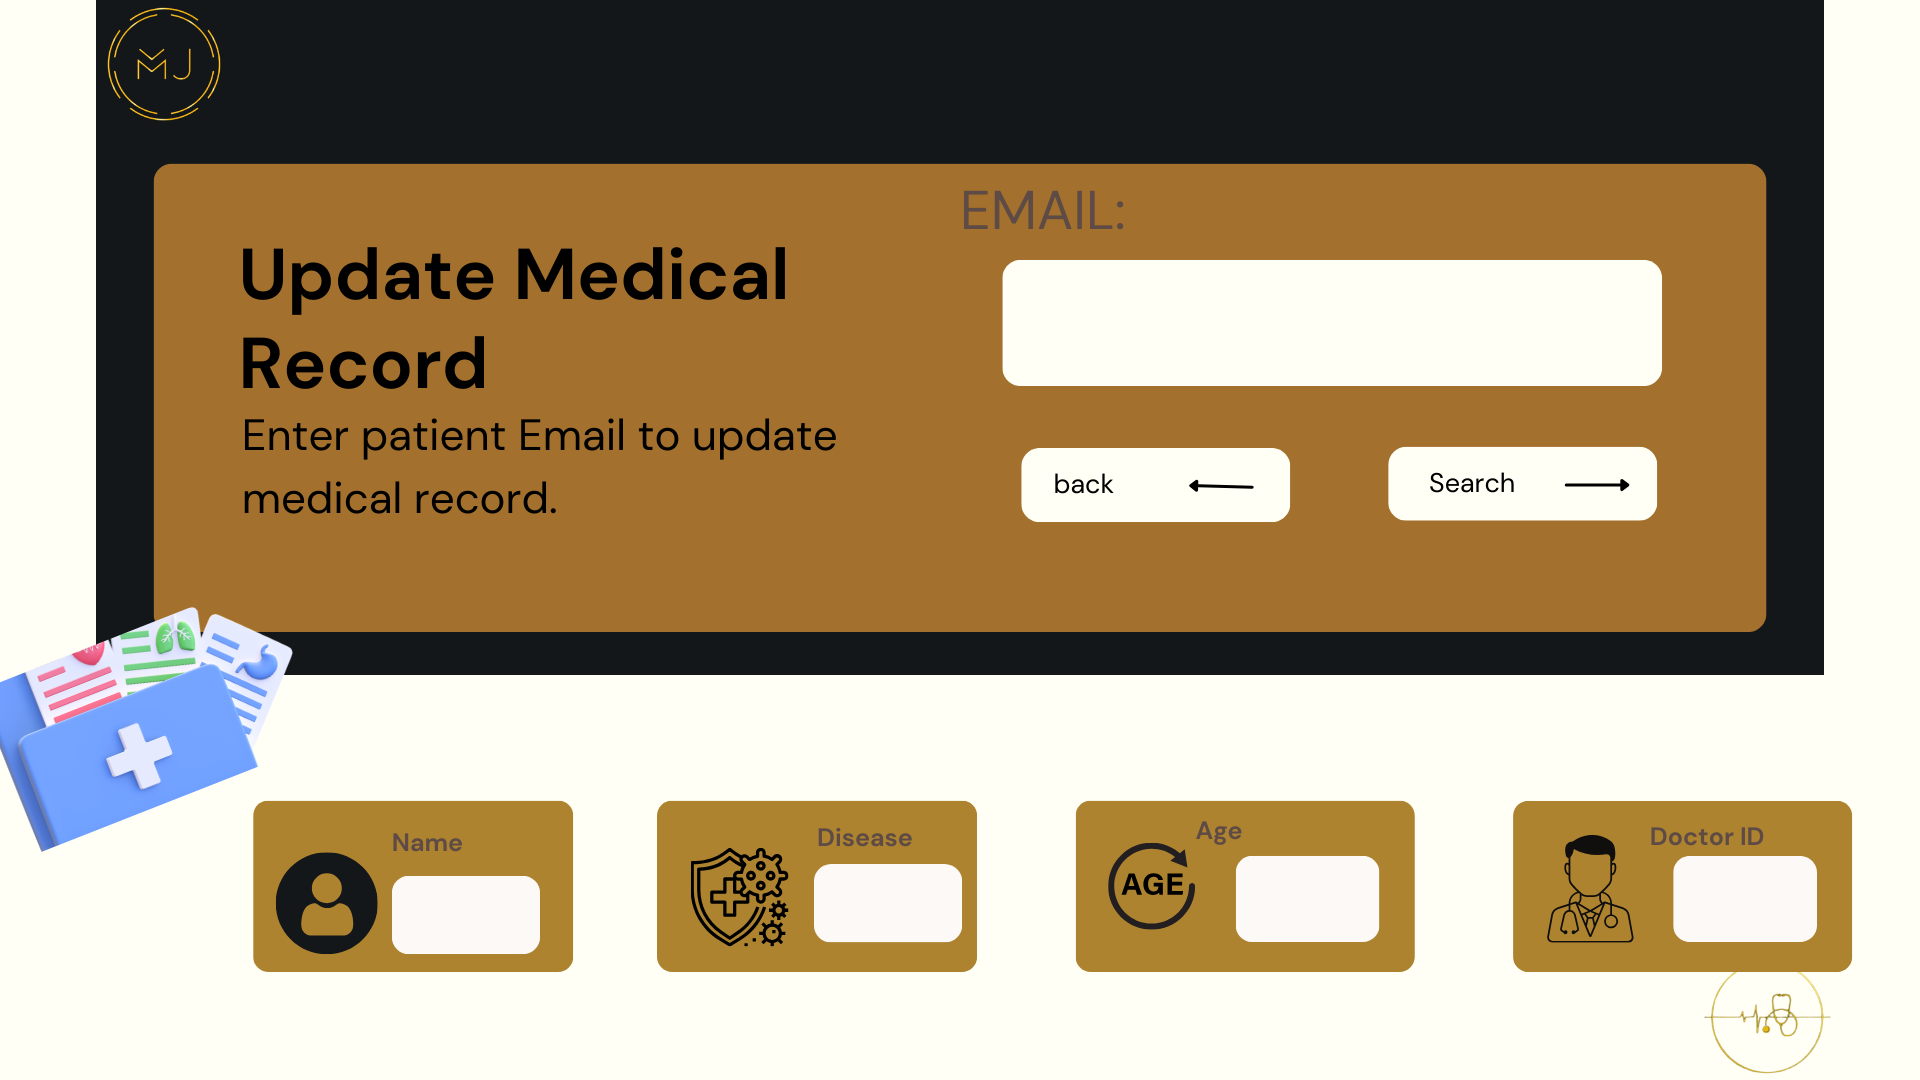 MJ
EMAIL:
Update Medical
Record
Enter patient Email to update
medical record.
back
Search
Name
Disease
Age
AGE
Doctor ID